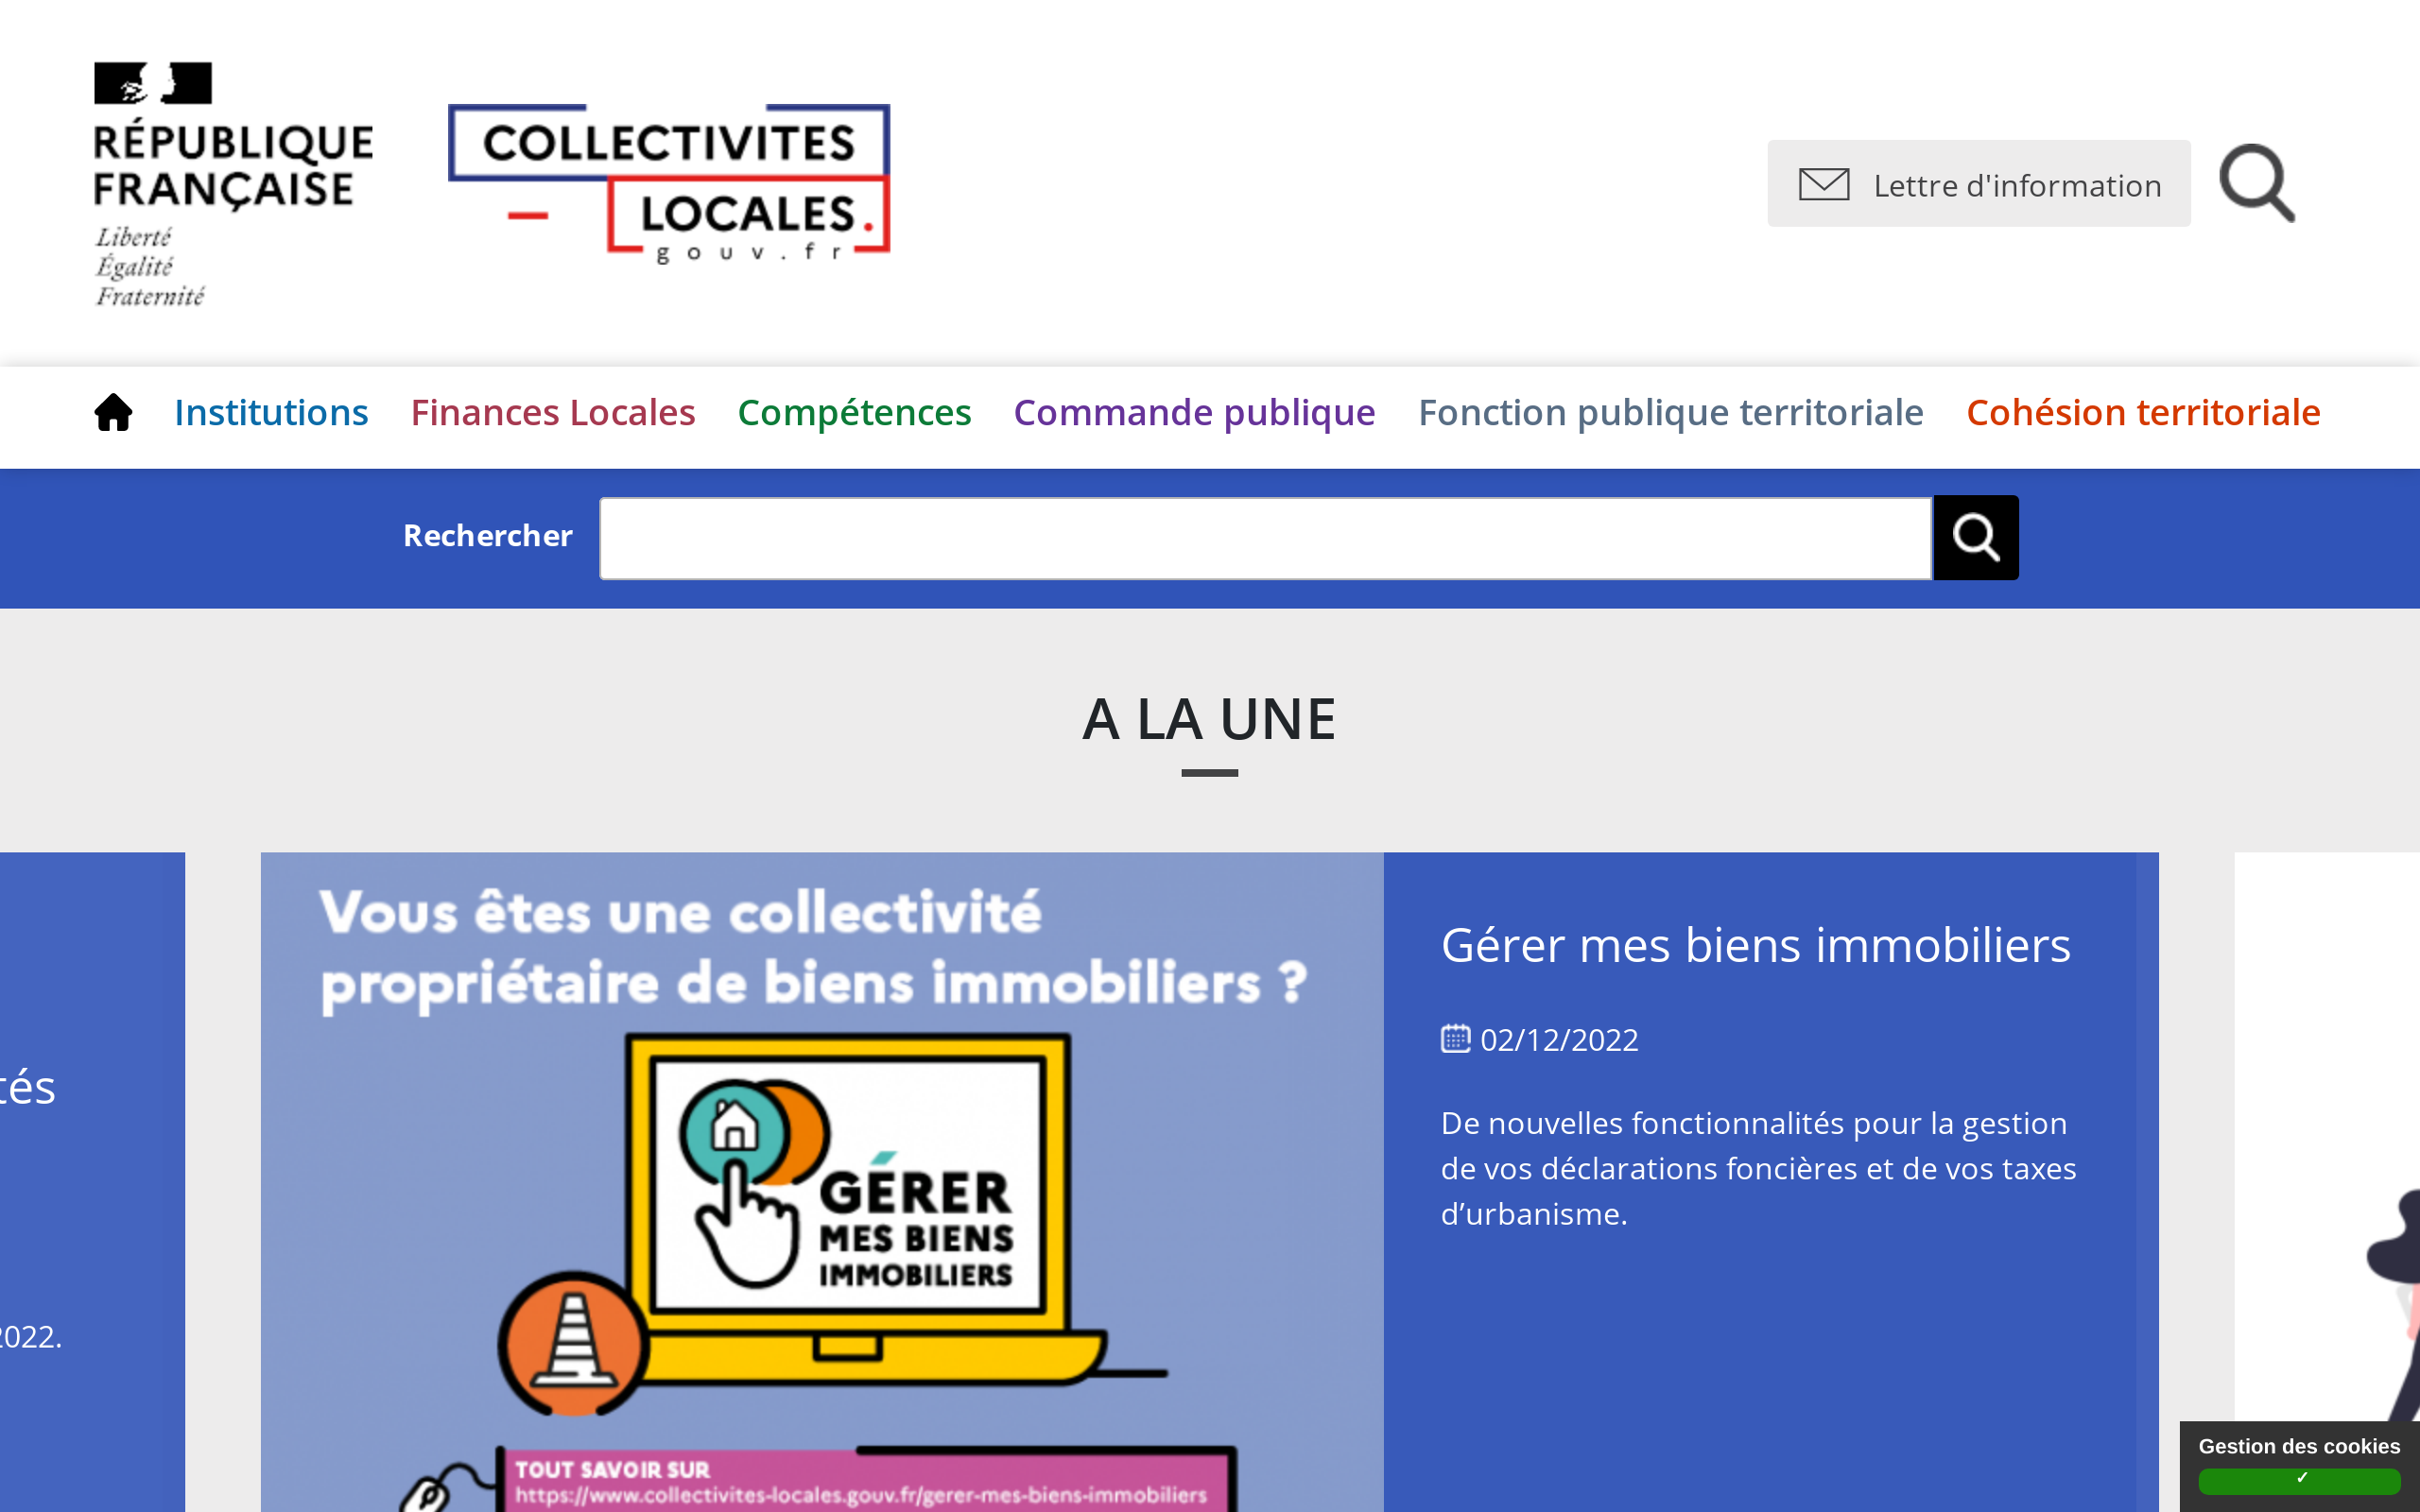 RÉPUBLIQUE
FRANÇAISE
Liberté
Égalité
Fraternité
COLLECTIVITES
LOCALES.
gouv.fr
Lettre d'information
Institutions Finances Locales Compétences Commande publique Fonction publique territoriale Cohésion territoriale
Rechercher
A LA UNE
tés
2022.
Vous êtes une collectivité
propriétaire de biens immobiliers ?
GÉRER
MES BIENS
IMMOBILIERS
TOUT SAVOIR SUR
https://www.collectivites-locales.gouv.fr/gerer-mes-biens-immobiliers
Gérer mes biens immobiliers
02/12/2022
De nouvelles fonctionnalités pour la gestion
de vos déclarations foncières et de vos taxes
d’urbanisme.
Gestion des cookies
✓